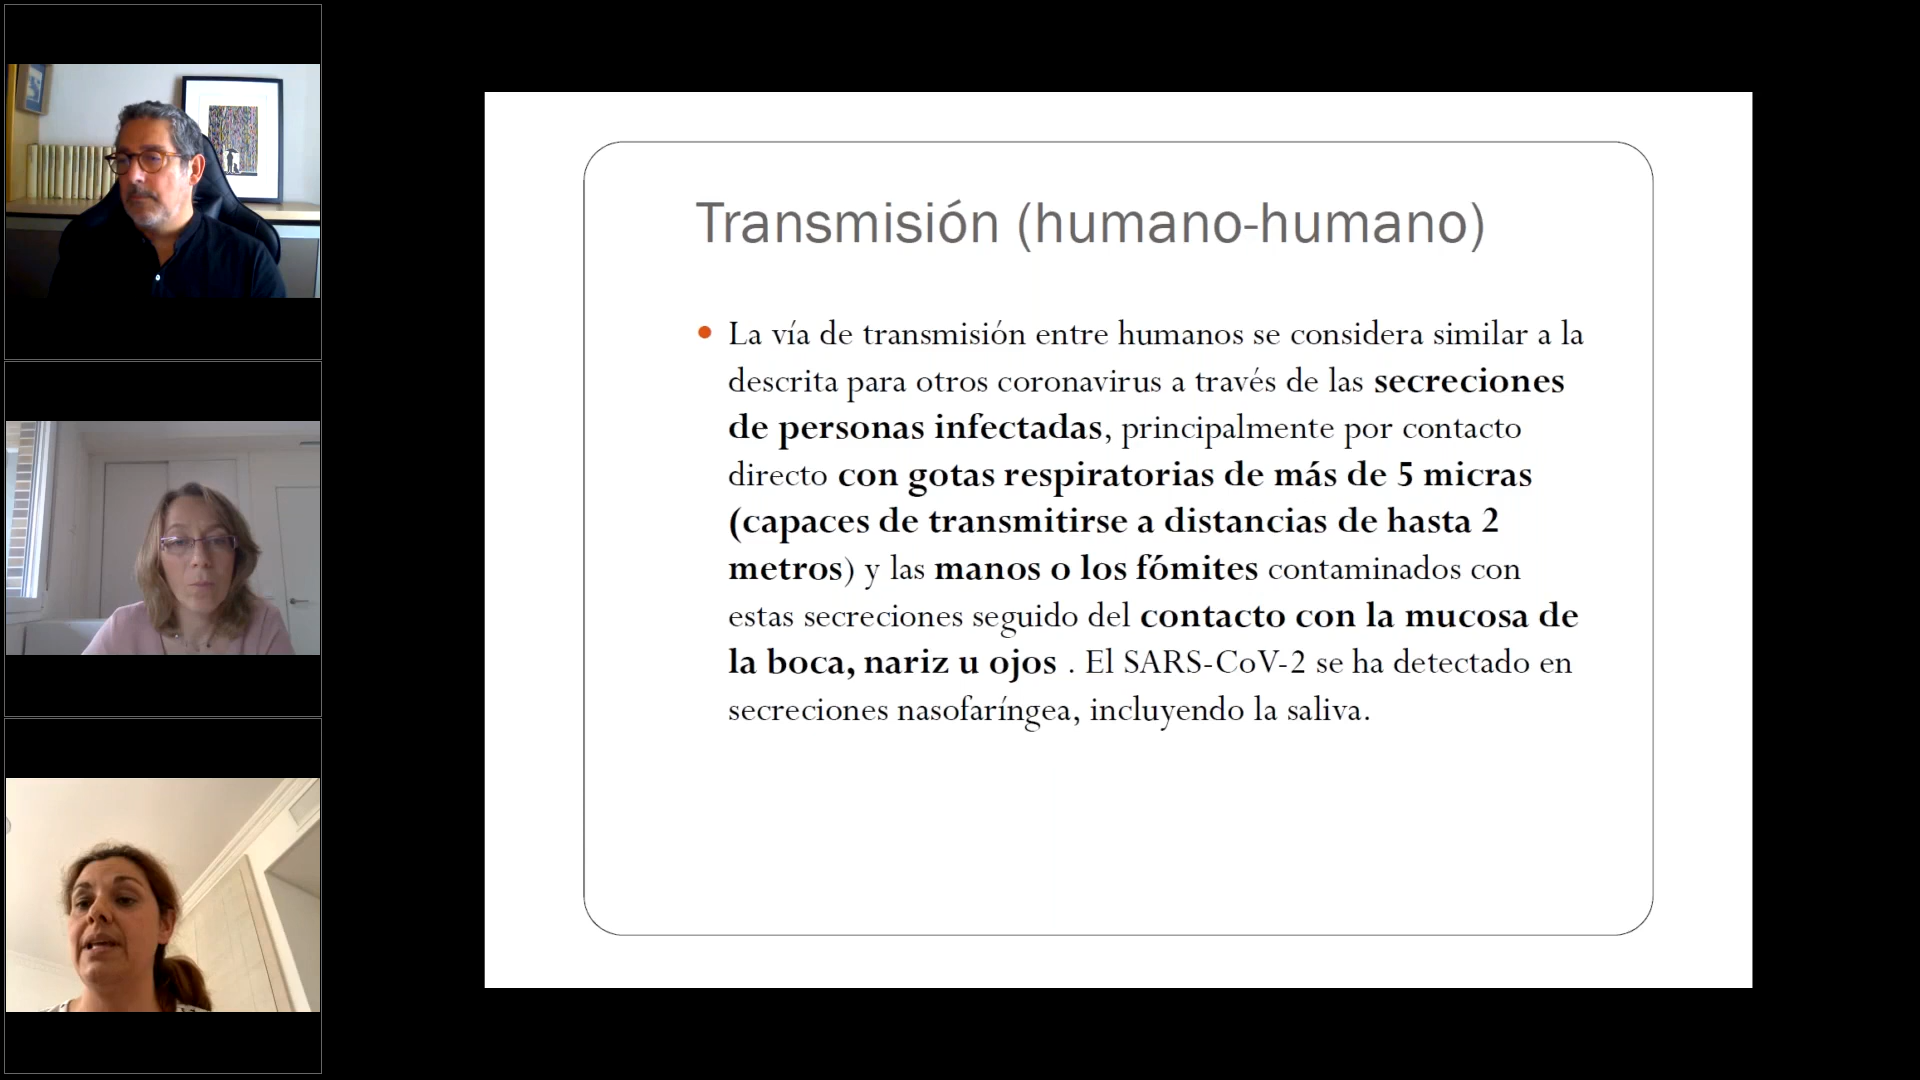 Transmisión (humano-humano)
La vía de transmisión entre humanos se considera similar a la
descrita para otros coronavirus a través de las secreciones
de personas infectadas, principalmente por contacto
directo con gotas respiratorias de más de 5 micras
(capaces de transmitirse a distancias de hasta 2
metros) y las manos o los fómites contaminados con
estas secreciones seguido del contacto con la mucosa de
la boca, nariz u ojos . El SARS-CoV-2 se ha detectado en
secreciones nasofaríngea, incluyendo la saliva.